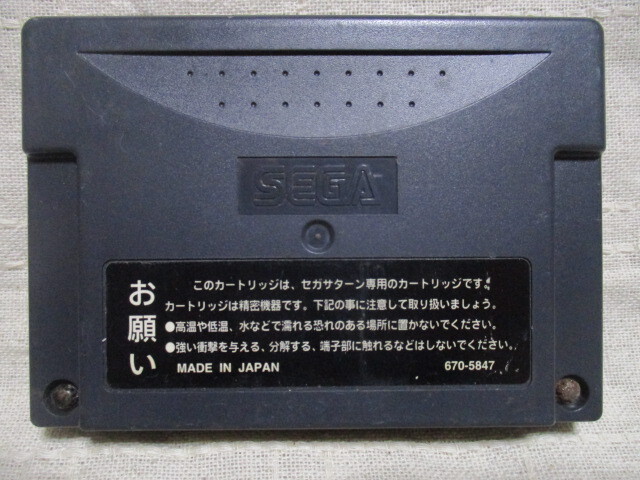 SEGA
お願い
このカートリッジは、セガサターン専用のカートリッジです。
カートリッジは精密機器です。下記の事に注意して取り扱いましょう。
●高温や低温、水などで濡れる恐れのある場所に置かないでください。
●強い衝撃を与える、分解する、端子部に触れるなどはしないでください。
MADE IN JAPAN 670-5847